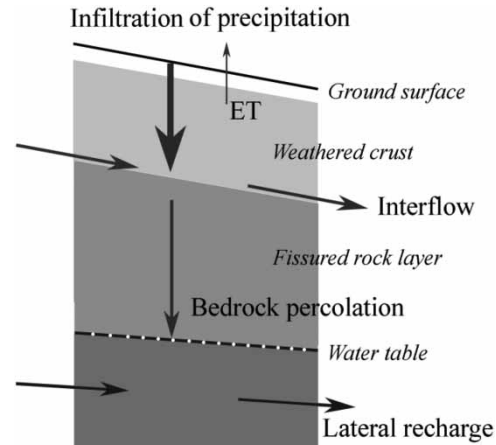 Infiltration of precipitation
Ground surface
ET
Weathered crust
Interflow
Fissured rock layer
Bedrock percolation
Water table
Lateral recharge